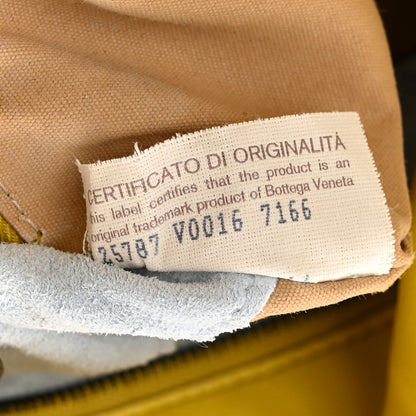 CERTIFICATO DI ORIGINALITÀ
his label certifies that the product is an
original trademark product of Bottega Veneta
25787 V0016 7166